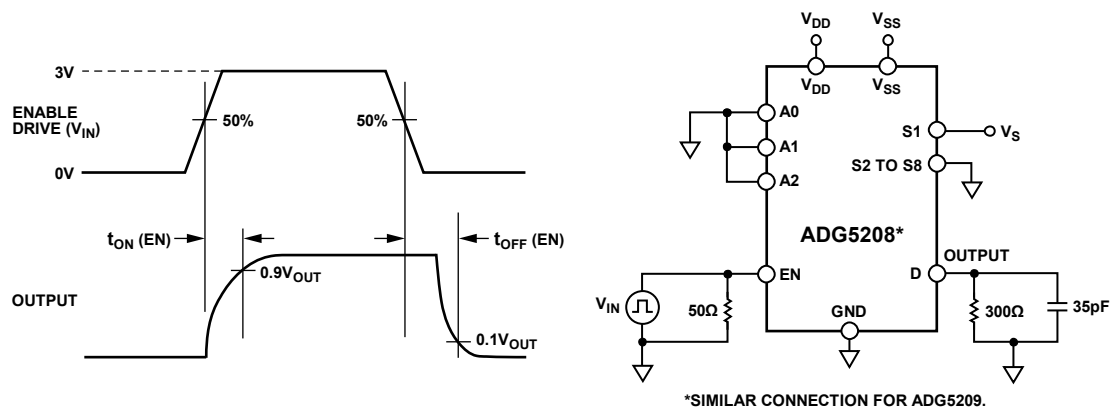 3V
ENABLE
DRIVE (VIN)
50%
50%
0V
tON (EN)
tOFF (EN)
0.9VOUT
OUTPUT
0.1VOUT
VDD
VSS
VDD
VSS
A0
A1
A2
S1
VS
S2 TO S8
ADG5208*
OUTPUT
EN
D
VIN
50Ω
GND
300Ω
35pF
*SIMILAR CONNECTION FOR ADG5209.